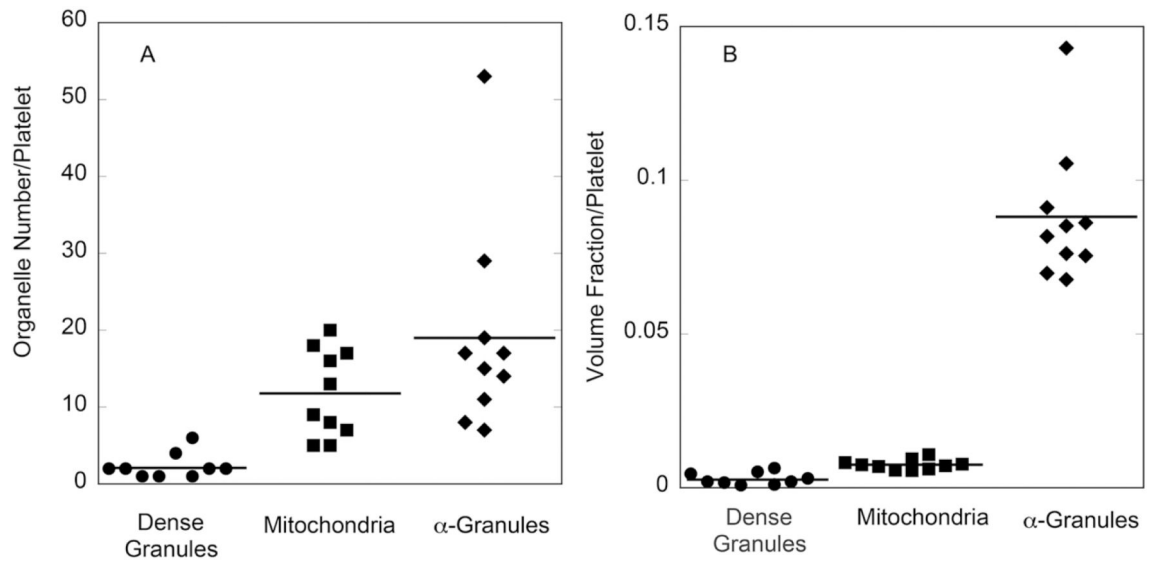 A
Organelle Number/Platelet
60
50
40
30
20
10
0
Dense
Granules
Mitochondria
α-Granules
B
Volume Fraction/Platelet
0.15
0.1
0.05
0
Dense
Granules
Mitochondria
α-Granules